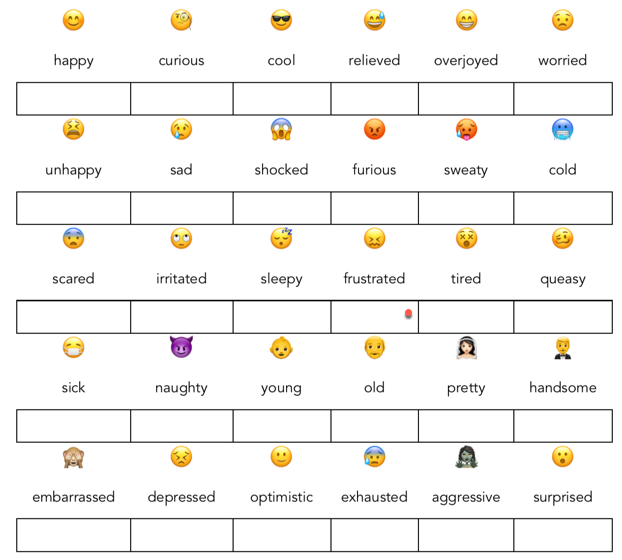 happy curious cool relieved overjoyed worried
unhappy sad shocked furious sweaty cold
scared irritated sleepy frustrated tired queasy
sick naughty young old pretty handsome
embarrassed depressed optimistic exhausted aggressive surprised